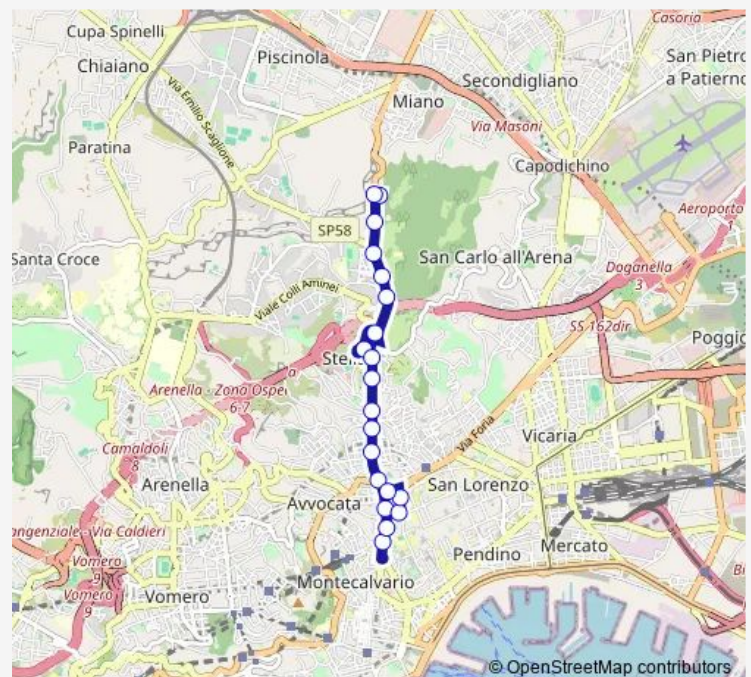 Casoria
Cupa Spinelli
Piscinola
Chiaiano
San Pietro
a Patierno
Secondigliano
Miano
Via Emilio Scaglione
Via Masoni
Paratina
Capodichino
SP58
Aeroporto
1
Santa Croce
San Carlo all'Arena
Doganella
3
Viale Colli Aminei
SS 162dir
Poggio
Stell
Arenella - Zona Ospe
6-7
Via Foria
Camaldoli
8
Vicaria
Arenella
San Lorenzo
Avvocata
angenziale - Via Caldieri
Mercato
Pendino
Vomero
9
Montecalvario
Vomero
9
Vomero
© OpenStreetMap contributors